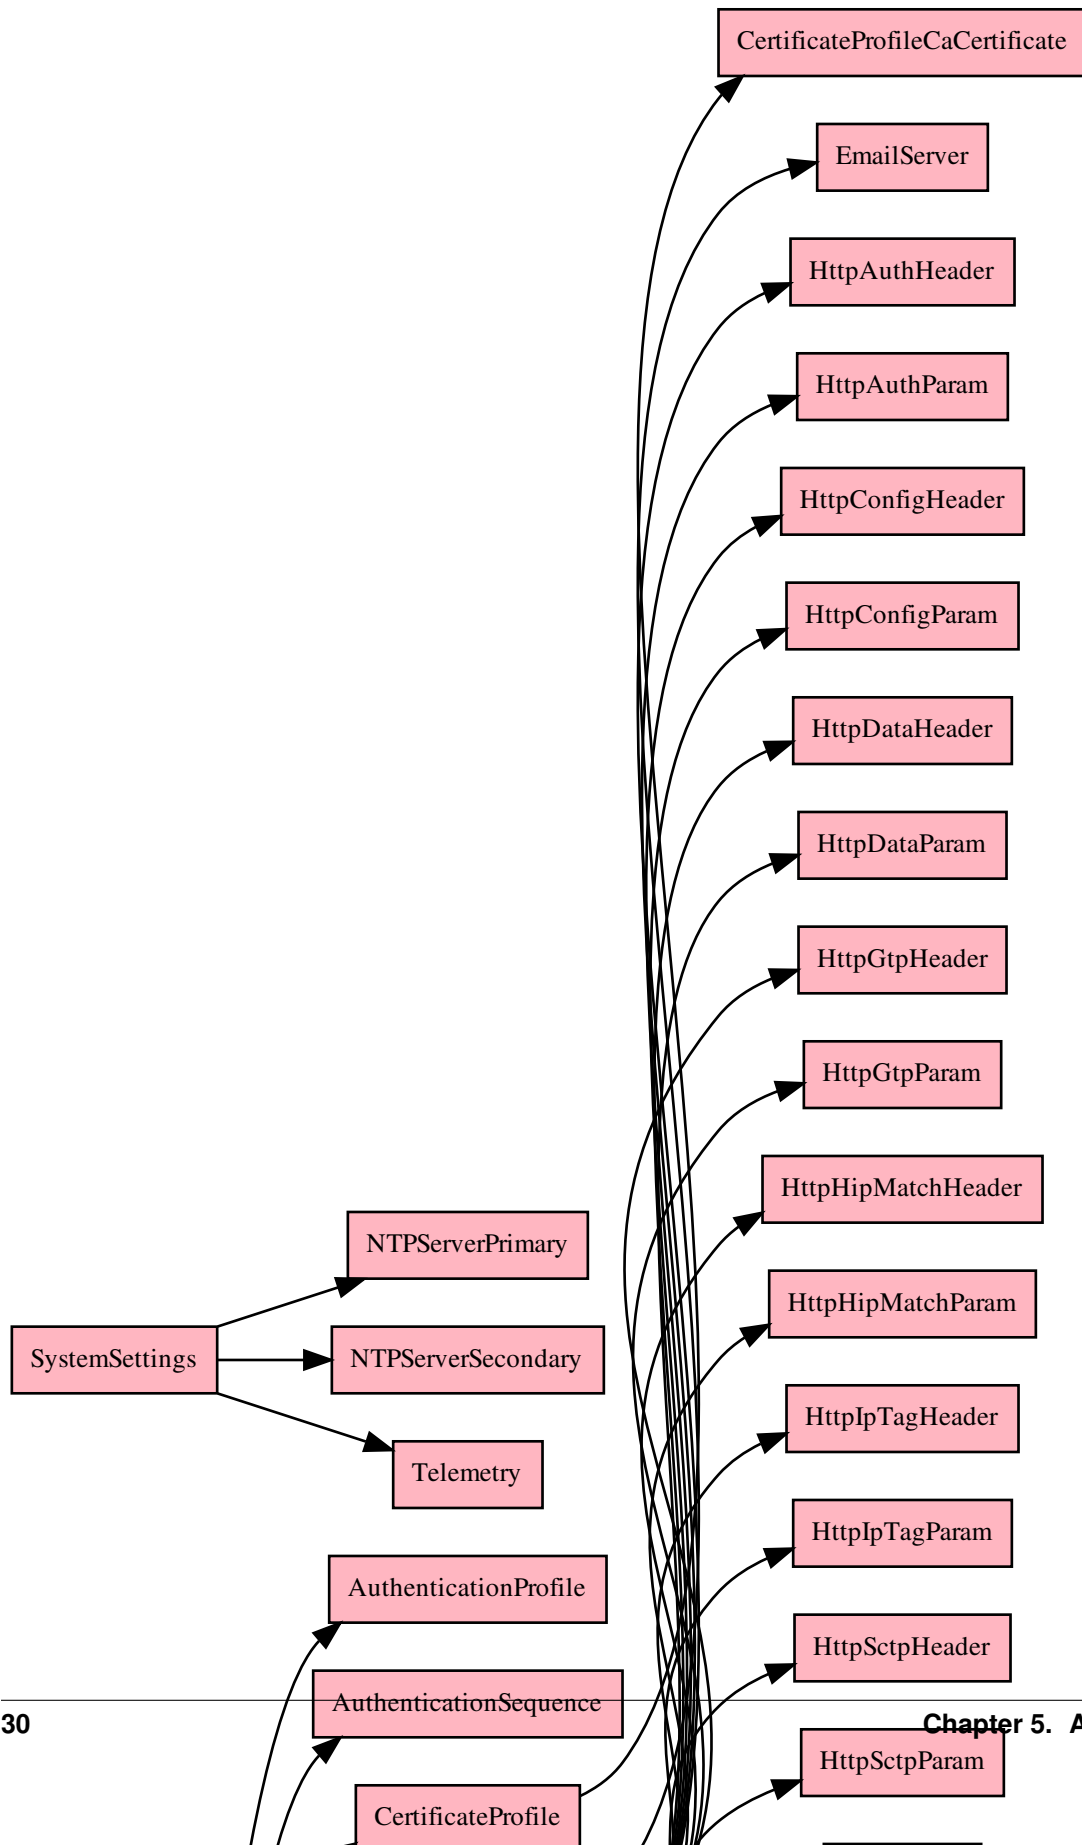 CertificateProfileCaCertificate
EmailServer
HttpAuthHeader
HttpAuthParam
HttpConfigHeader
HttpConfigParam
HttpDataHeader
HttpDataParam
HttpGtpHeader
HttpGtpParam
HttpHipMatchHeader
NTPServerPrimary
HttpHipMatchParam
SystemSettings
NTPServerSecondary
HttpIpTagHeader
Telemetry
HttpIpTagParam
AuthenticationProfile
HttpSctpHeader
AuthenticationSequence
30
Chapter 5. A
HttpSctpParam
CertificateProfile